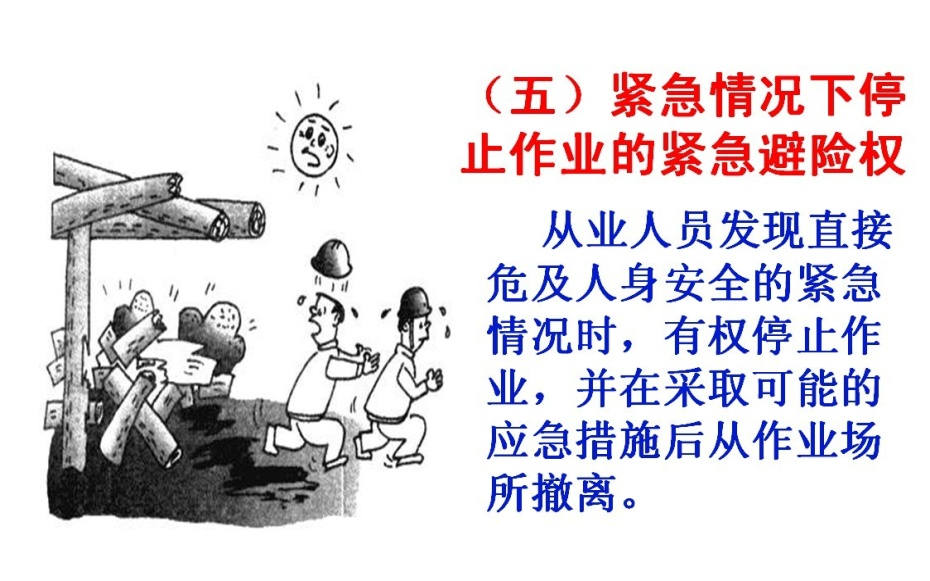 （五）紧急情况下停
止作业的紧急避险权
从业人员发现直接
危及人身安全的紧急
情况时，有权停止作
业，并在采取可能的
应急措施后从作业场
所撤离。